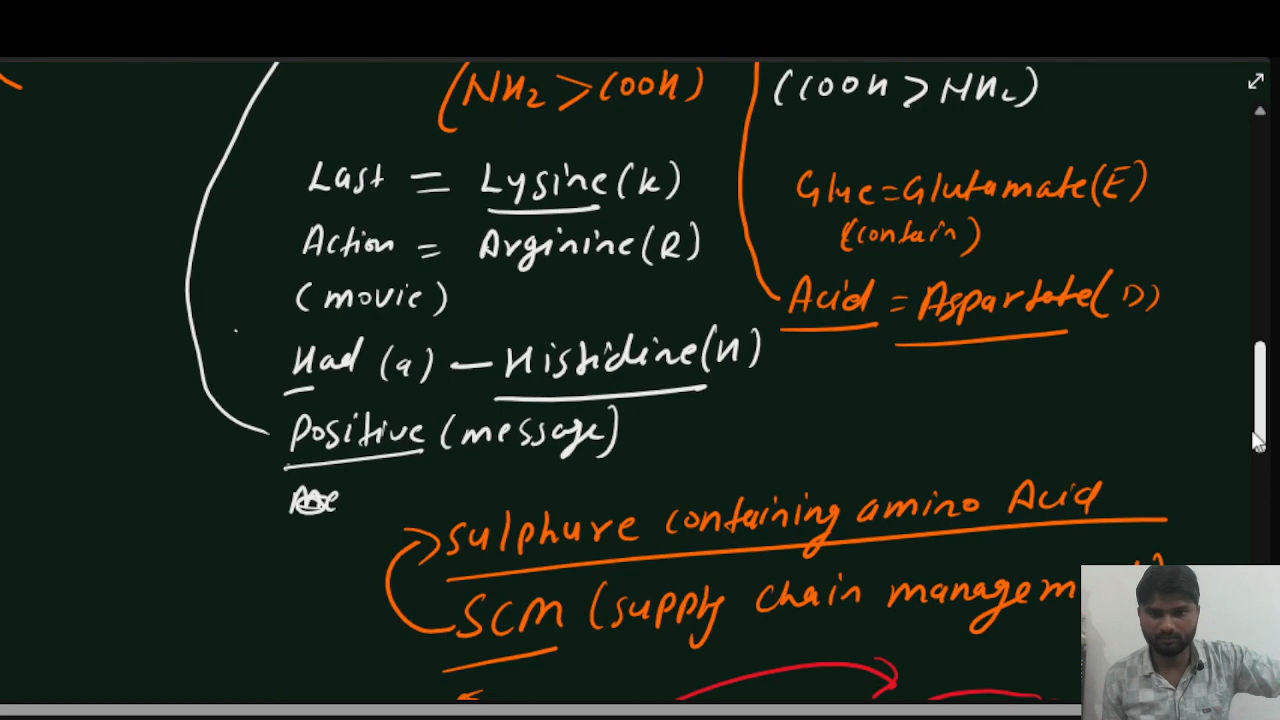 (NH2 > COOH)
(COOH > NH2)
Last = Lysine(K)
Action = Arginine(R)
(movie)
Had (a) — Histidine(H)
Positive (message)
Glue = Glutamate(E)
(contain)
Acid = Aspartate(D)
Sulphure containing amino Acid
SCM (supply chain managem